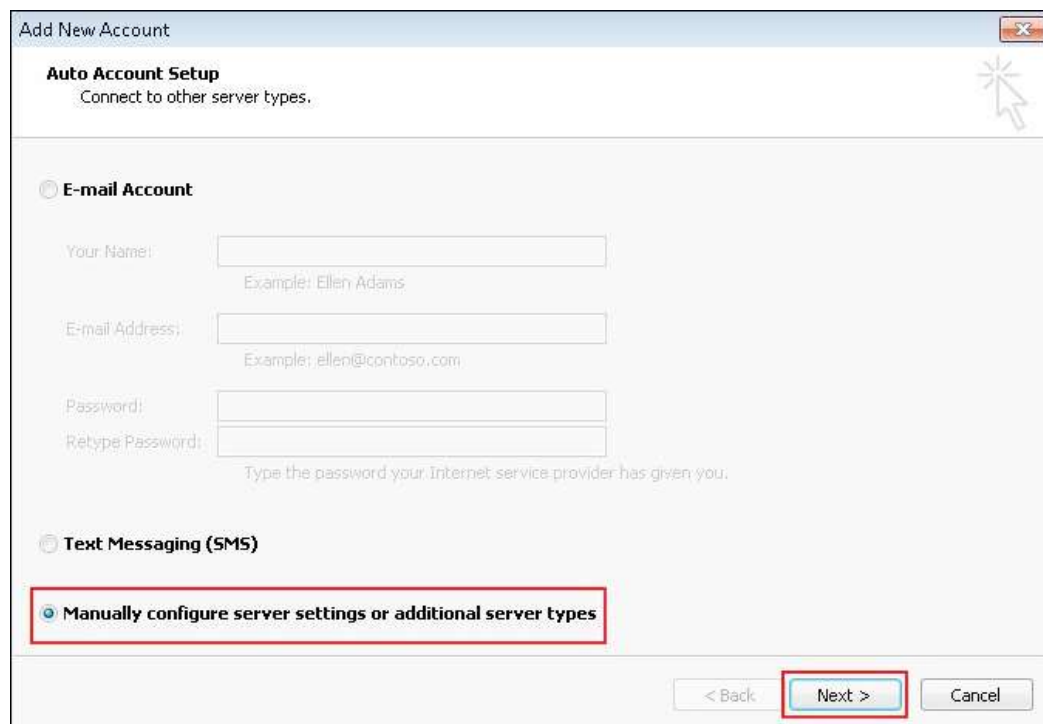 Add New Account
Auto Account Setup
Connect to other server types.
E-mail Account
Your Name:
Example: Ellen Adams
E-mail Address:
Example: ellen@contoso.com
Password:
Retype Password:
Type the password your Internet service provider has given you.
Text Messaging (SMS)
Manually configure server settings or additional server types
< Back Next > Cancel